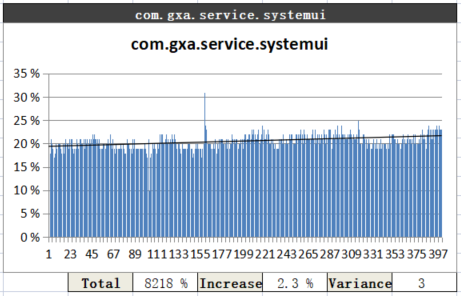 com.gxa.service.systemui
com.gxa.service.systemui
35 %
30 %
25 %
20 %
15 %
10 %
5 %
0 %
1 23 45 67 89 111 133 155 177 199 221 243 265 287 309 331 353 375 397
Total 8218 % Increase 2.3 % Variance 3